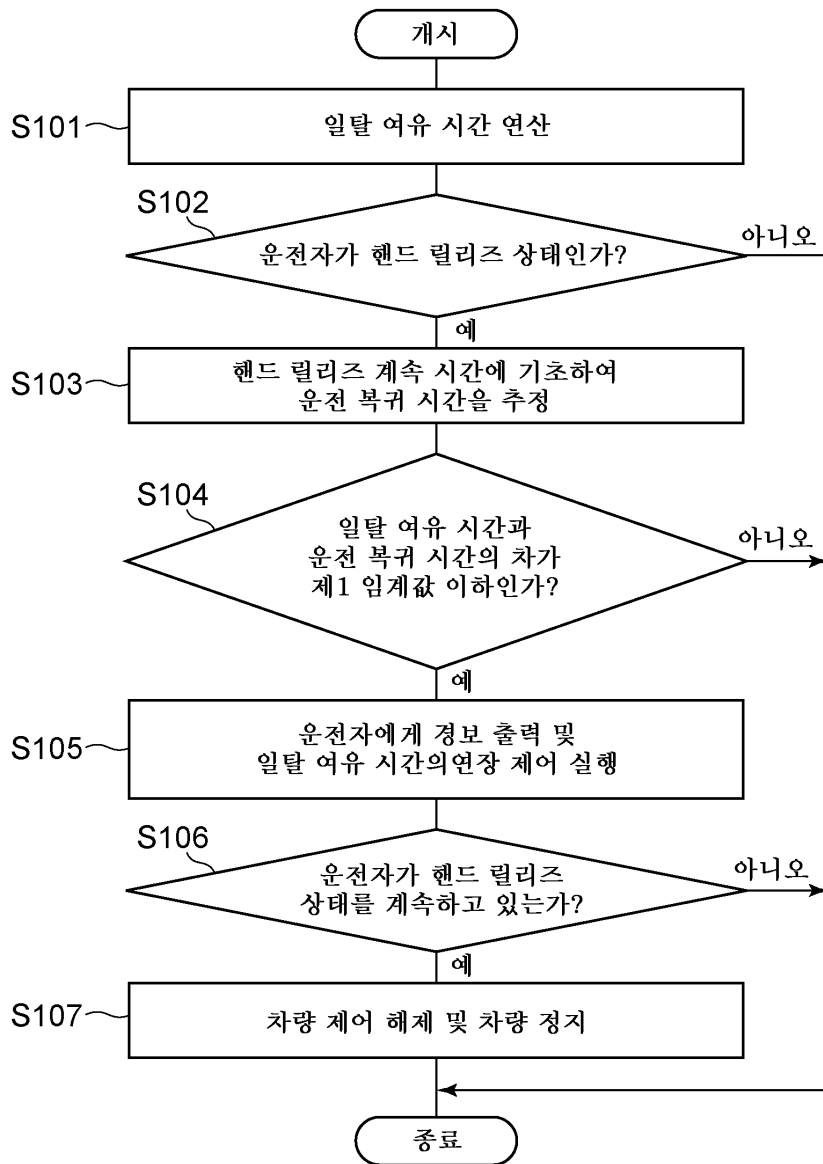 개시
S101
일탈 여유 시간 연산
S102
운전자가 핸드 릴리즈 상태인가?
아니오
예
S103
핸드 릴리즈 계속 시간에 기초하여
운전 복귀 시간을 추정
S104
일탈 여유 시간과
운전 복귀 시간의 차가
제1 임계값 이하인가?
아니오
예
S105
운전자에게 경보 출력 및
일탈 여유 시간의연장 제어 실행
S106
운전자가 핸드 릴리즈
상태를 계속하고 있는가?
아니오
예
S107
차량 제어 해제 및 차량 정지
종료